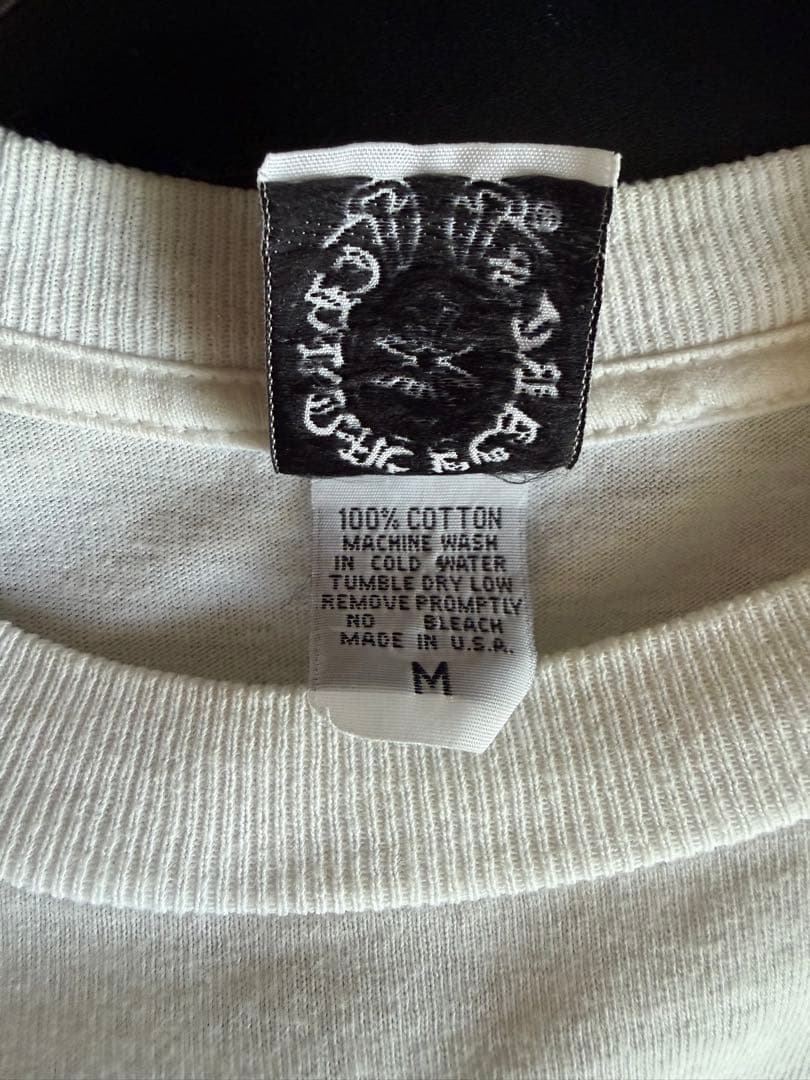 100% COTTON
MACHINE WASH
IN COLD WATER
TUMBLE DRY LOW
REMOVE PROMPTLY
NO BLEACH
MADE IN U.S.A.
M